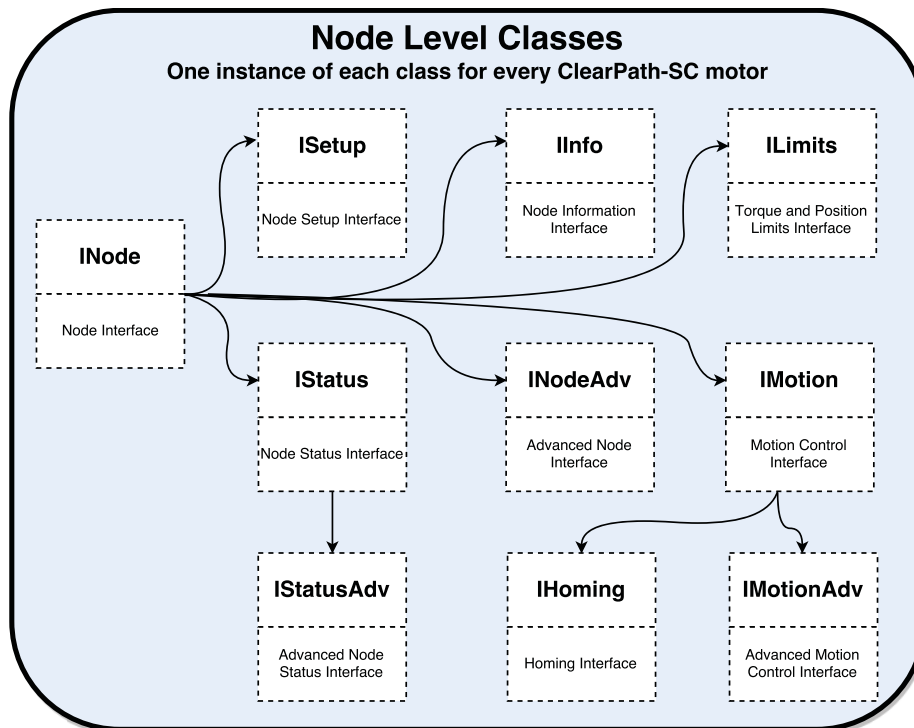 Node Level Classes
One instance of each class for every ClearPath-SC motor
ISetup
Node Setup Interface
IInfo
Node Information
Interface
ILimits
Torque and Position
Limits Interface
INode
Node Interface
IStatus
Node Status Interface
INodeAdv
Advanced Node
Interface
IMotion
Motion Control
Interface
IStatusAdv
Advanced Node
Status Interface
IHoming
Homing Interface
IMotionAdv
Advanced Motion
Control Interface